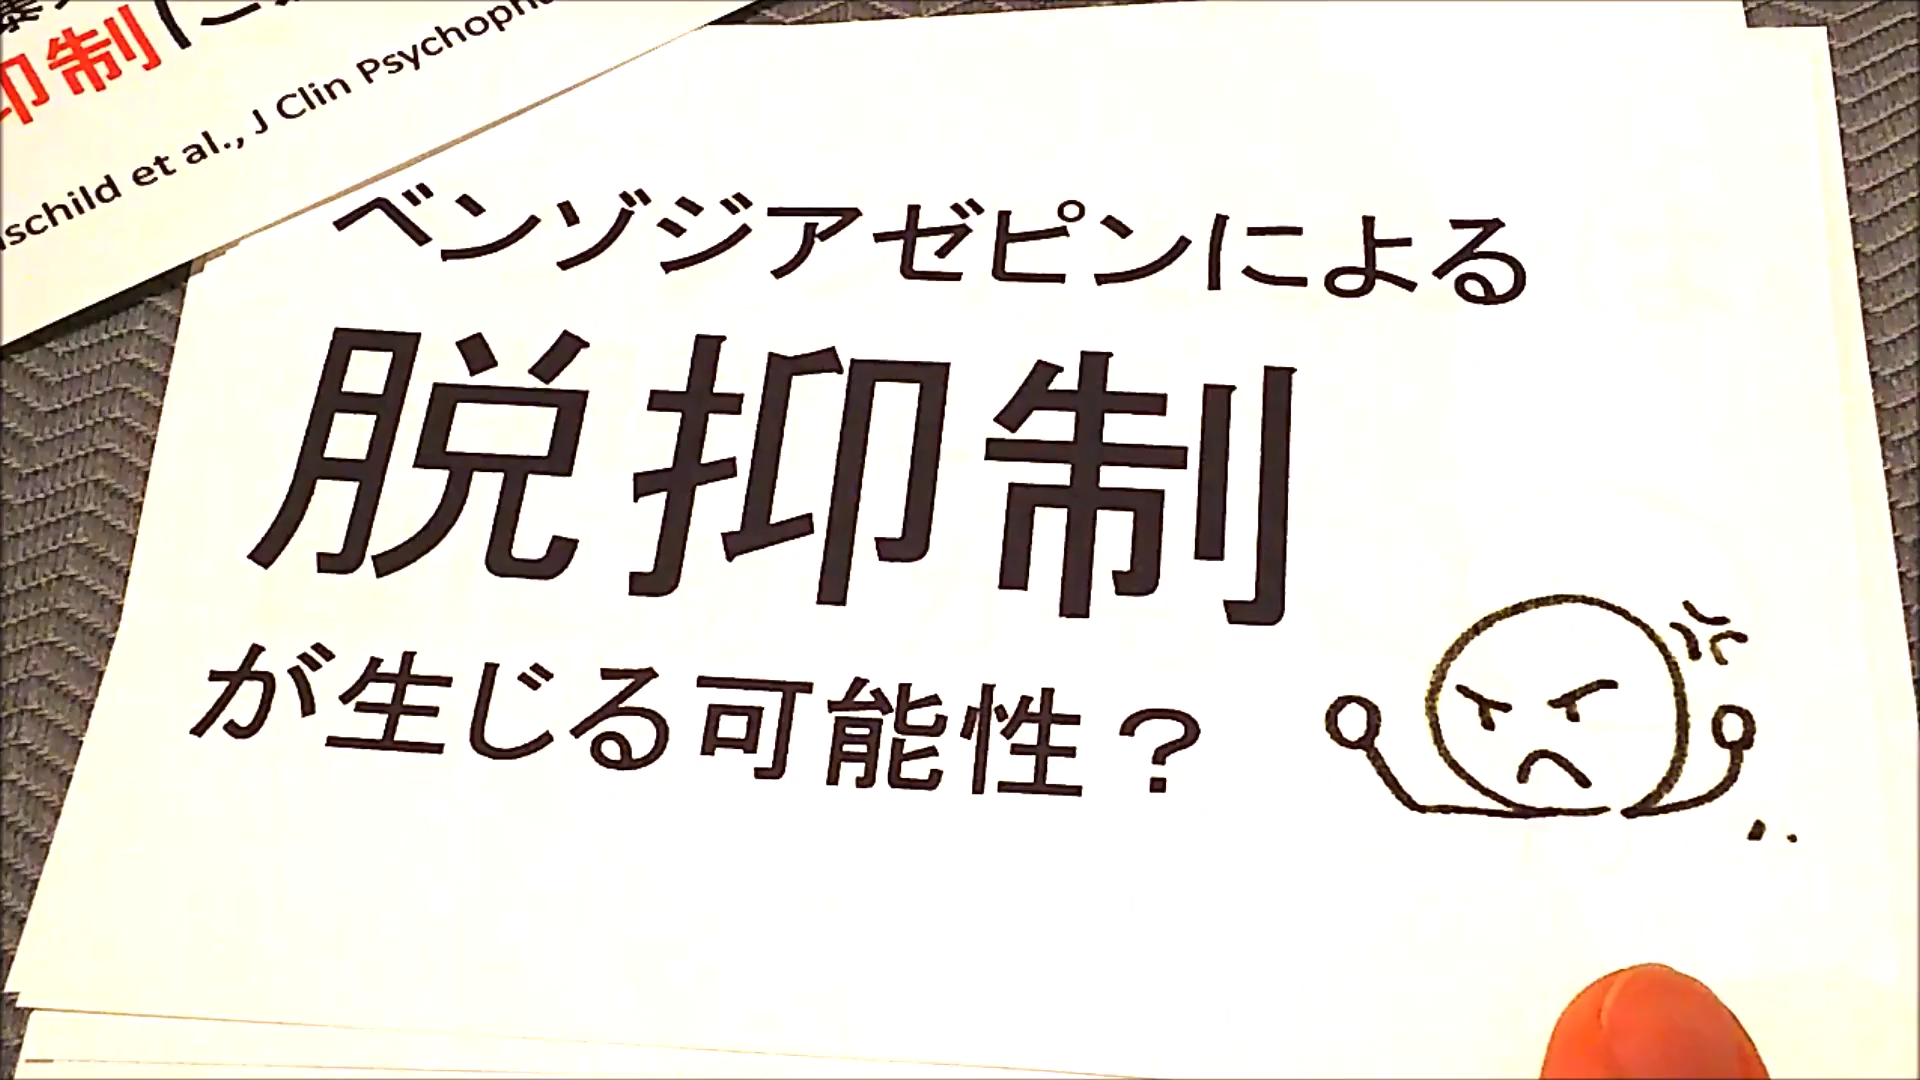 抑制に
schild et al., J Clin
ベンゾジアゼピンによる
脱抑制
が生じる可能性？